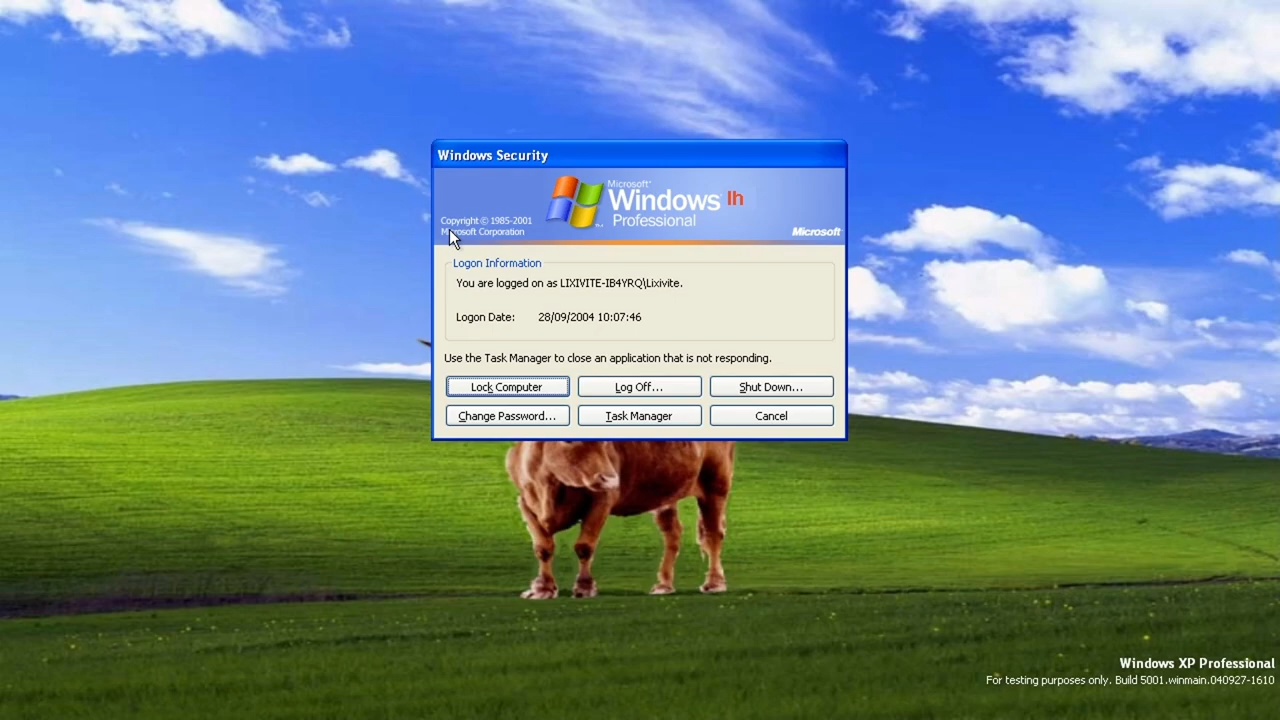 Windows Security
Microsoft®
Windows lh
Professional
Copyright © 1985-2001
Microsoft Corporation
Microsoft
Logon Information
You are logged on as LIXIVITE-IB4YRQ\Lixivite.
Logon Date: 28/09/2004 10:07:46
Use the Task Manager to close an application that is not responding.
Lock Computer Log Off... Shut Down...
Change Password... Task Manager Cancel
Windows XP Professional
For testing purposes only. Build 5001.winmain.040927-1610